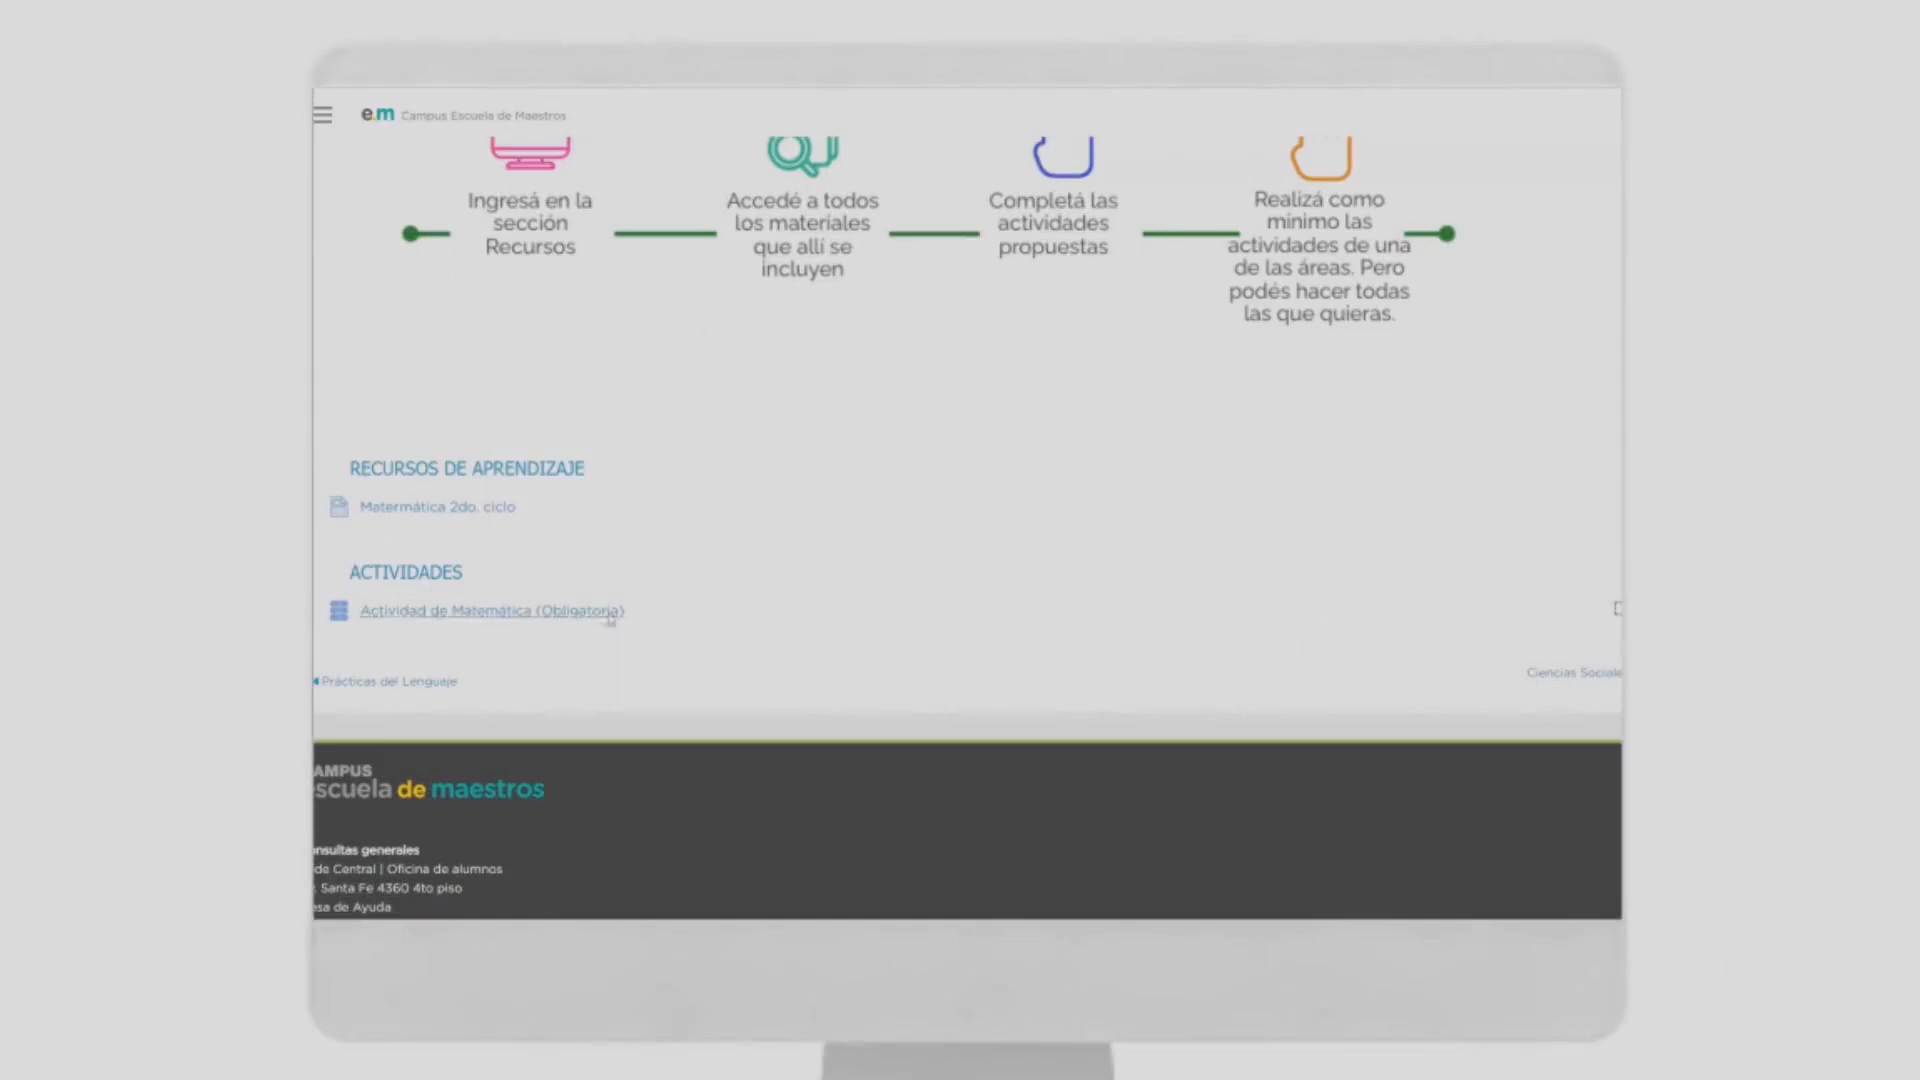 e.m Campus Escuela de Maestros
Ingresá en la
sección
Recursos
Accedé a todos
los materiales
que allí se
incluyen
Completá las
actividades
propuestas
Realizá como
minimo las
actividades de una
de las áreas. Pero
podés hacer todas
las que quieras.
RECURSOS DE APRENDIZAJE
Matermática 2do. ciclo
ACTIVIDADES
Actividad de Matemática (Obligatoria)
Prácticas del Lenguaje
Ciencias Sociale
AMPUS
scuela de maestros
onsultas generales
de Central | Oficina de alumnos
. Santa Fe 4360 4to piso
esa de Ayuda